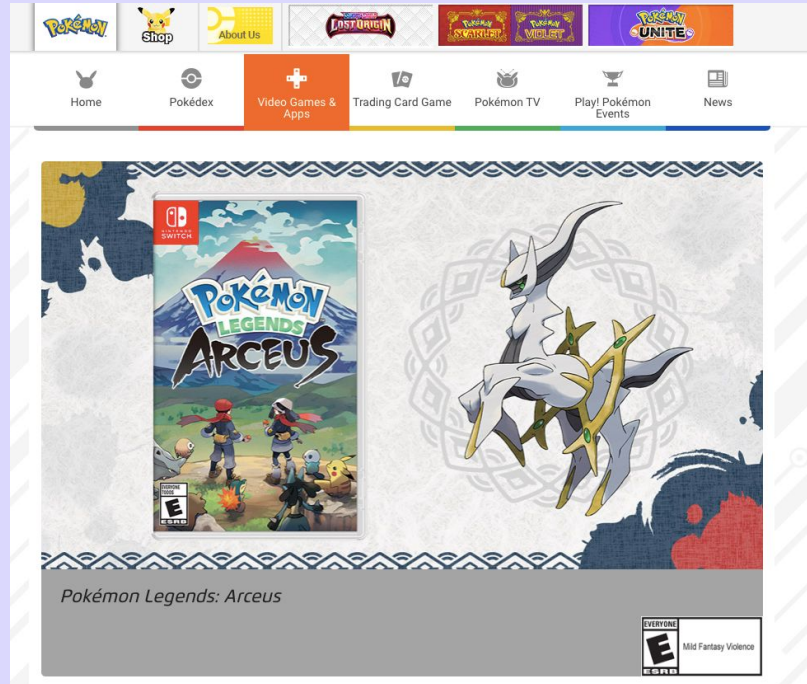 Pokémon
Shop
About Us
LOST ORIGIN
Pokémon
SCARLET
Pokémon
VIOLET
Pokémon
UNITE
Home
Pokédex
Video Games &
Apps
Trading Card Game
Pokémon TV
Play! Pokémon
Events
News
NINTENDO
SWITCH
Pokémon
LEGENDS
ARCEUS
EVERYONE
E
ESRB
Pokémon Legends: Arceus
EVERYONE
E
ESRB
Mild Fantasy Violence